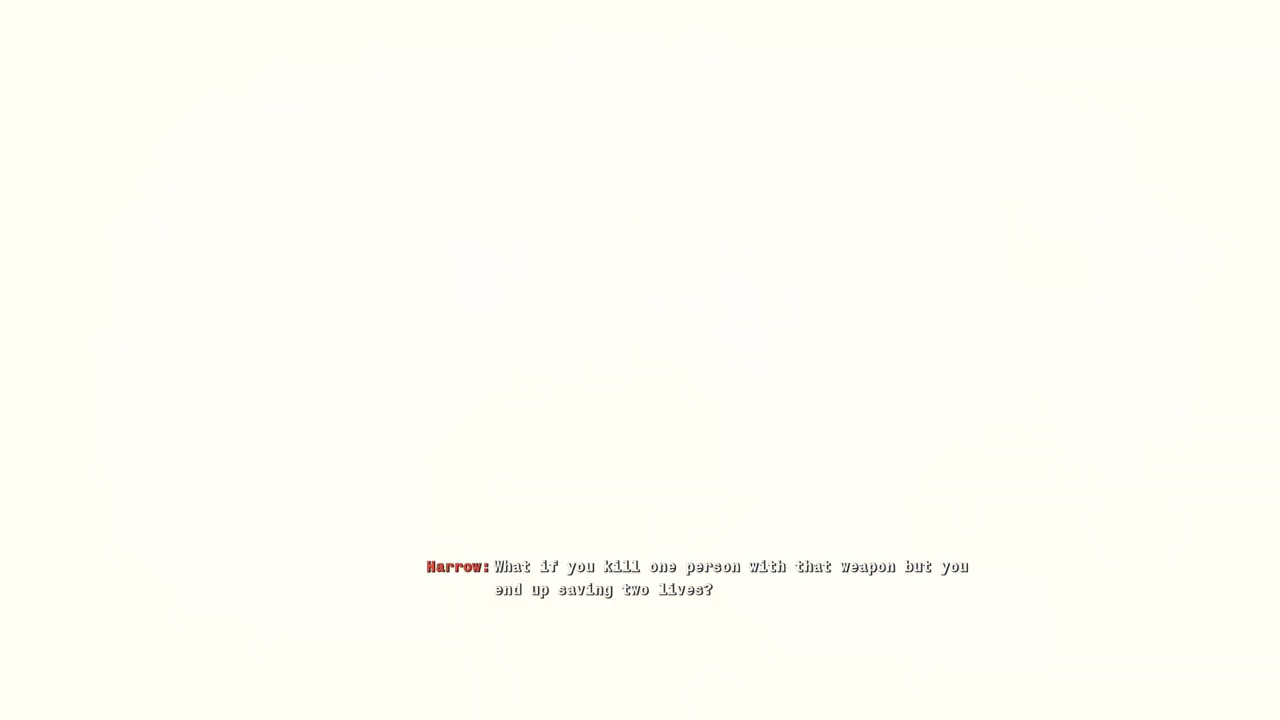 Harrow: What if you kill one person with that weapon but you
end up saving two lives?